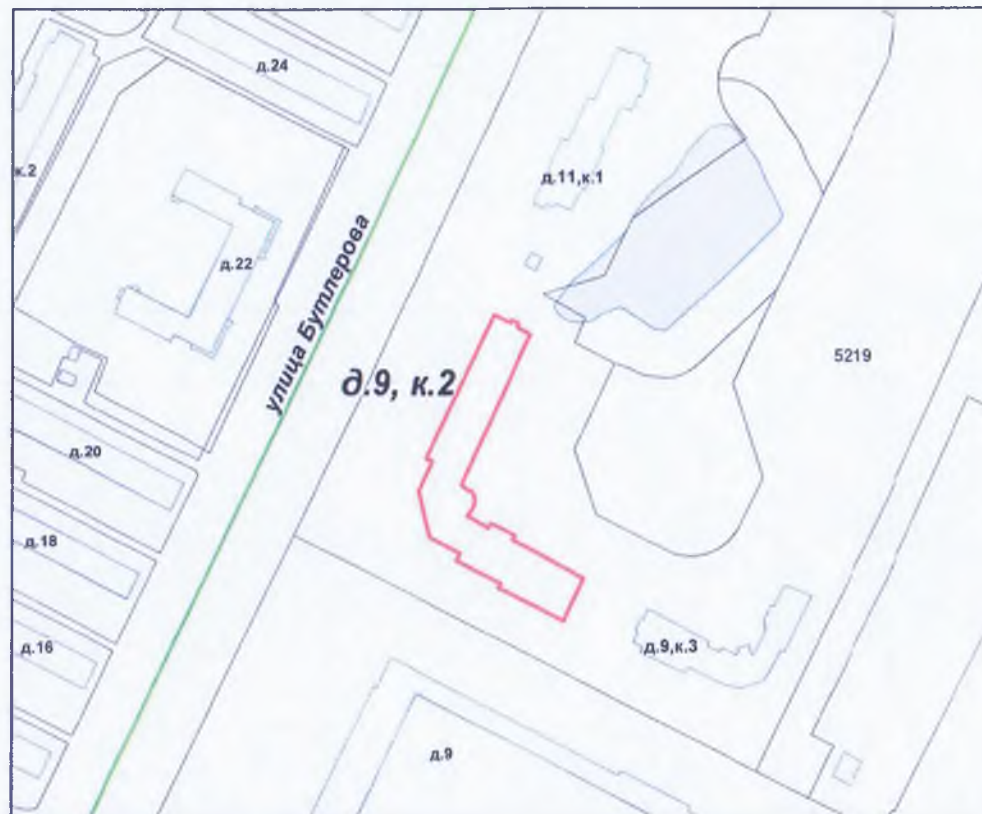 д.24
к.2
д.11,к.1
д.22
улица Бутлерова
5219
д.9, к.2
д.20
д.18
д.16
д.9,к.3
д.9